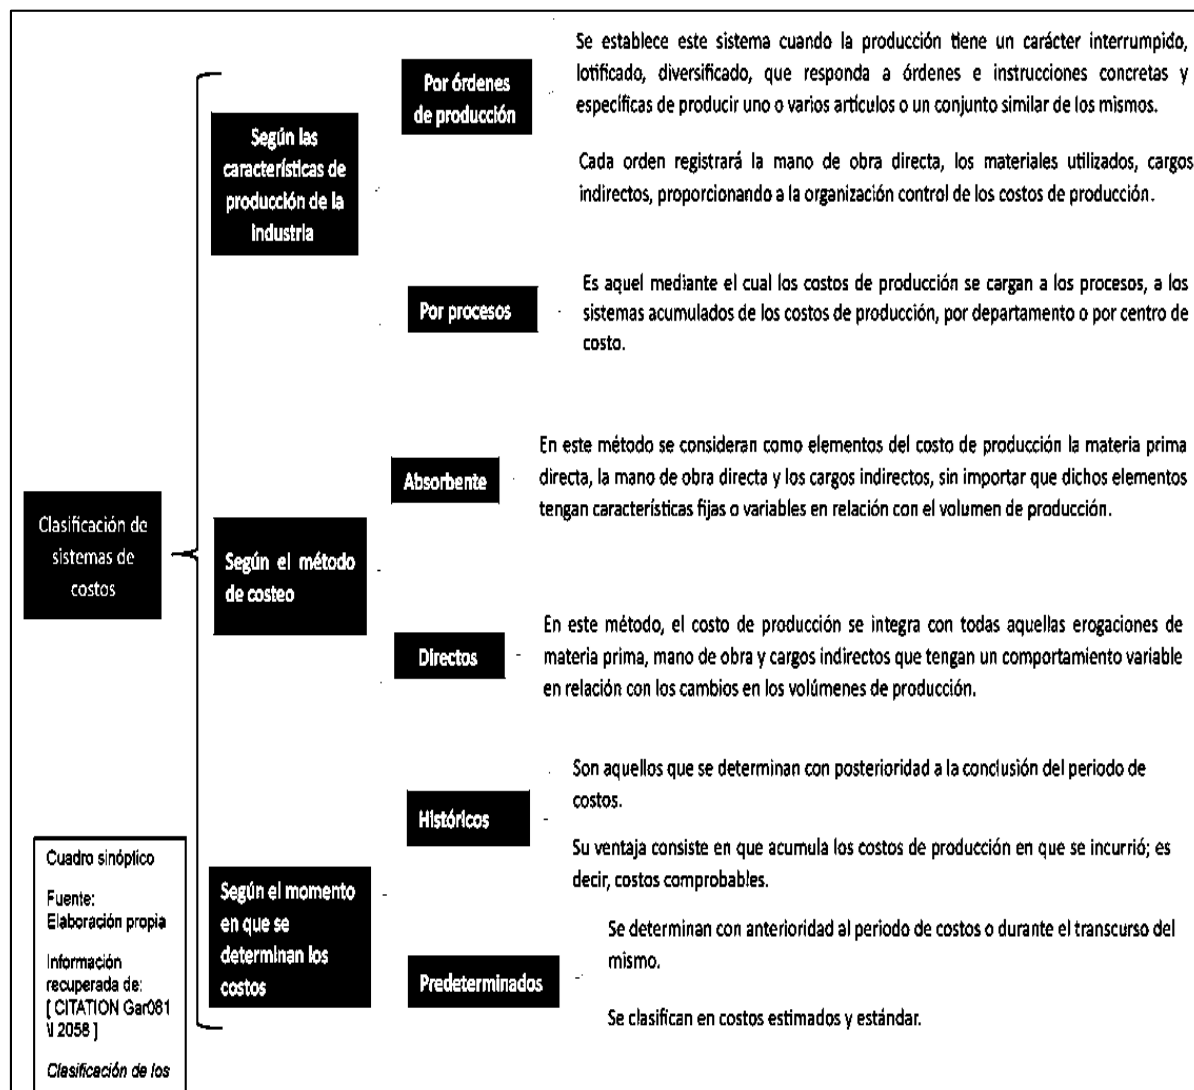 Clasificación de
sistemas de
costos
Según las
características de
producción de la
industria
Por órdenes
de producción
Se establece este sistema cuando la producción tiene un carácter interrumpido,
lotificado, diversificado, que responda a órdenes e instrucciones concretas y
específicas de producir uno o varios artículos o un conjunto similar de los mismos.
Cada orden registrará la mano de obra directa, los materiales utilizados, cargos
indirectos, proporcionando a la organización control de los costos de producción.
Por procesos
Es aquel mediante el cual los costos de producción se cargan a los procesos, a los
sistemas acumulados de los costos de producción, por departamento o por centro de
costo.
Según el método
de costeo
Absorbente
En este método se consideran como elementos del costo de producción la materia prima
directa, la mano de obra directa y los cargos indirectos, sin importar que dichos elementos
tengan características fijas o variables en relación con el volumen de producción.
Directos
En este método, el costo de producción se integra con todas aquellas erogaciones de
materia prima, mano de obra y cargos indirectos que tengan un comportamiento variable
en relación con los cambios en los volúmenes de producción.
Según el momento
en que se
determinan los
costos
Históricos
Son aquellos que se determinan con posterioridad a la conclusión del periodo de
costos.
Su ventaja consiste en que acumula los costos de producción en que se incurrió; es
decir, costos comprobables.
Predeterminados
Se determinan con anterioridad al periodo de costos o durante el transcurso del
mismo.
Se clasifican en costos estimados y estándar.
Cuadro sinóptico
Fuente:
Elaboración propia
Información
recuperada de:
[ CITATION Gar081
\l 2058 ]
Clasificación de los